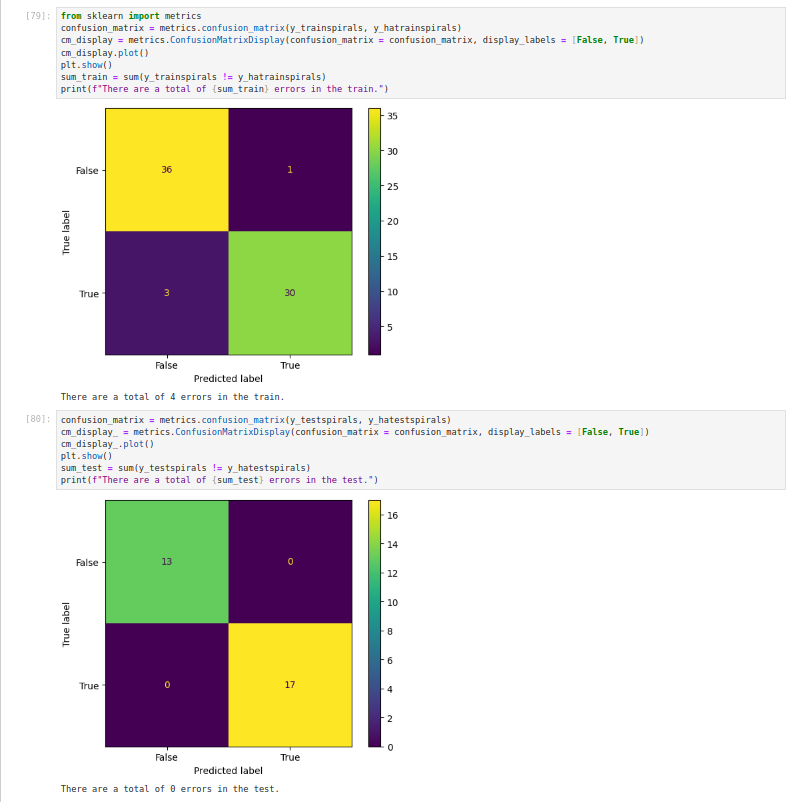 [79]: from sklearn import metrics
confusion_matrix = metrics.confusion_matrix(y_trainspirals, y_hatrainspirals)
cm_display = metrics.ConfusionMatrixDisplay(confusion_matrix = confusion_matrix, display_labels = [False, True])
cm_display.plot()
plt.show()
sum_train = sum(y_trainspirals != y_hatrainspirals)
print(f"There are a total of {sum_train} errors in the train.")
35
30
25
20
15
10
5
False
36
1
True label
True
3
30
False True
Predicted label
There are a total of 4 errors in the train.
[80]: confusion_matrix = metrics.confusion_matrix(y_testspirals, y_hatestspirals)
cm_display_ = metrics.ConfusionMatrixDisplay(confusion_matrix = confusion_matrix, display_labels = [False, True])
cm_display_.plot()
plt.show()
sum_test = sum(y_testspirals != y_hatestspirals)
print(f"There are a total of {sum_test} errors in the test.")
16
14
12
10
8
6
4
2
0
False
13
0
True label
True
0
17
False True
Predicted label
There are a total of 0 errors in the test.